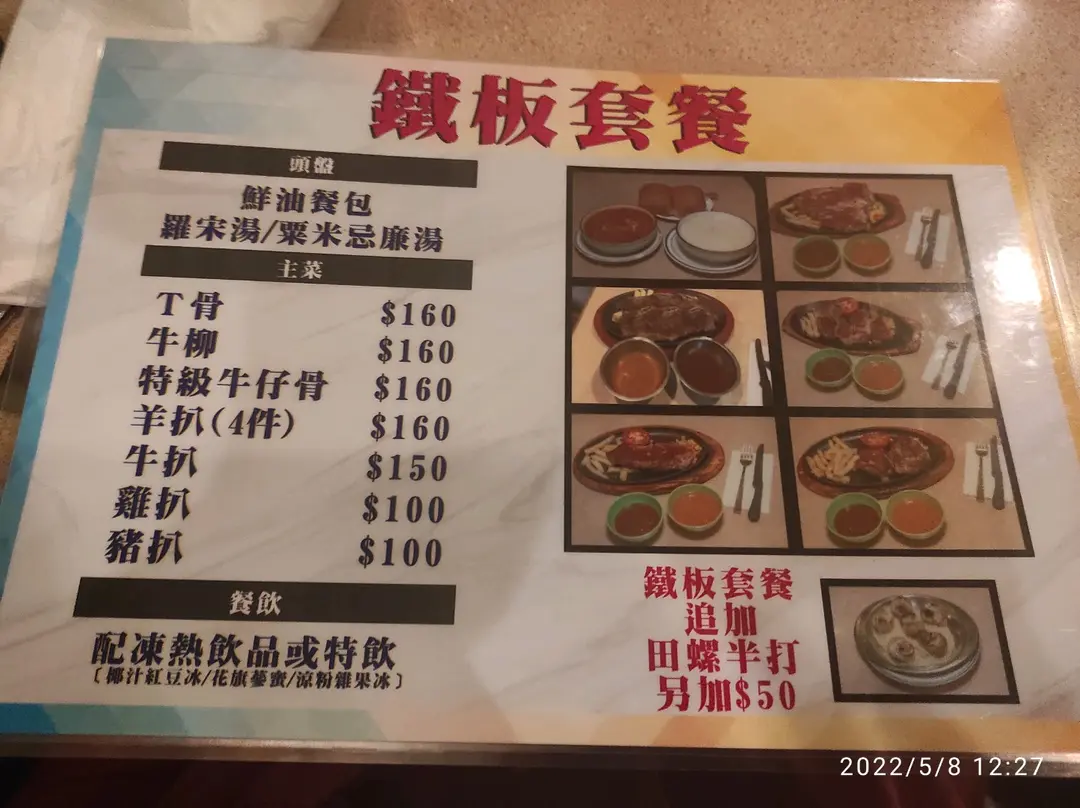 鐵板套餐
頭盤
鮮油餐包
羅宋湯/粟米忌廉湯
主菜
T骨 $160
牛柳 $160
特級牛仔骨 $160
羊扒(4件) $160
牛扒 $150
雞扒 $100
豬扒 $100
餐飲
配凍熱飲品或特飲
〔椰汁紅豆冰/花旗蔘蜜/涼粉雜果冰〕
鐵板套餐
追加
田螺半打
另加$50
2022/5/8 12:27